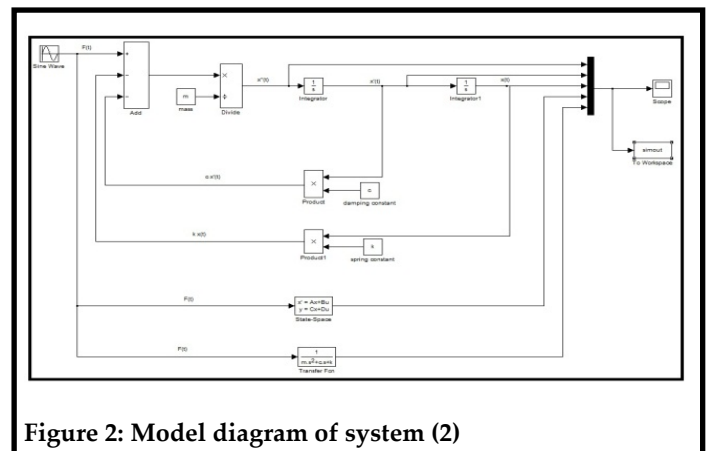 F(t)
Sine Wave
Add
m
mass
Divide
x''(t)
1
s
Integrator
x'(t)
1
s
Integrator1
x(t)
Scope
simout
To Workspace
Product
c
damping constant
k.x(t)
Product1
k
spring constant
F(t)
x' = Ax+Bu
y = Cx+Du
State-Space
F(t)
1
m.s²+c.s+k
Transfer Fcn
Figure 2: Model diagram of system (2)